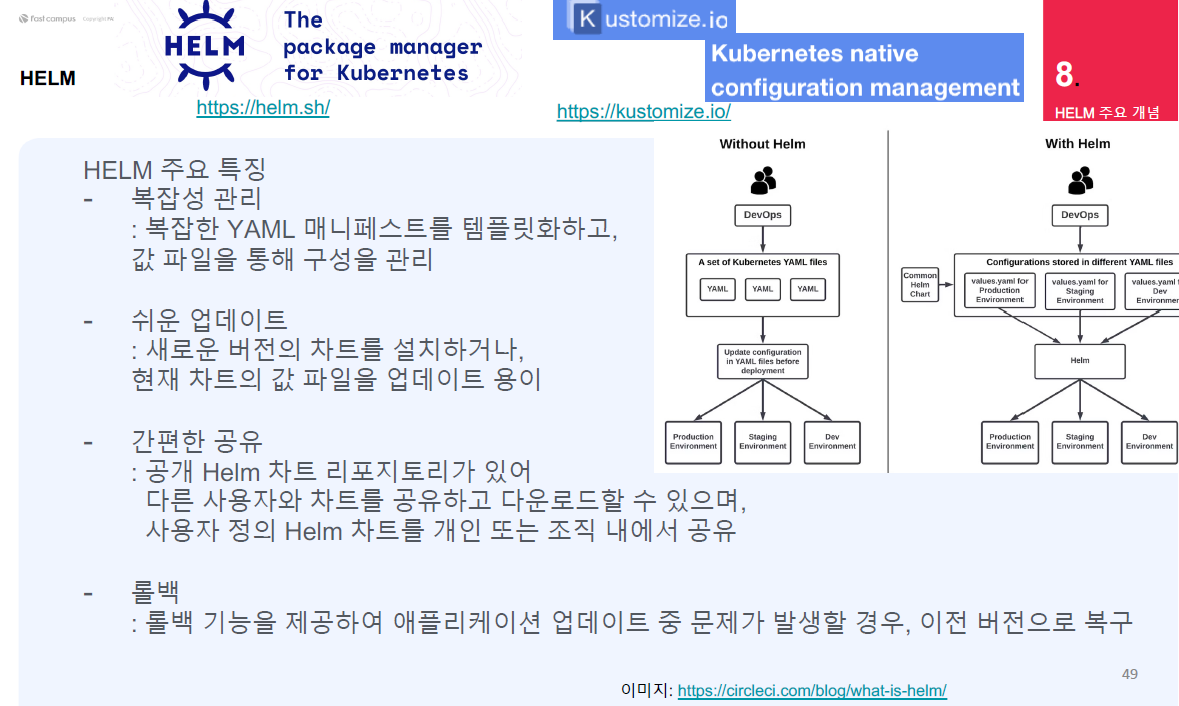 fast campus
HELM
HELM
The
package manager
for Kubernetes
https://helm.sh/
Kustomize.io
Kubernetes native
configuration management
https://kustomize.io/
8.
HELM 주요 개념
HELM 주요 특징
- 복잡성 관리
: 복잡한 YAML 매니페스트를 템플릿화하고,
값 파일을 통해 구성을 관리
- 쉬운 업데이트
: 새로운 버전의 차트를 설치하거나,
현재 차트의 값 파일을 업데이트 용이
- 간편한 공유
: 공개 Helm 차트 리포지토리가 있어
다른 사용자와 차트를 공유하고 다운로드할 수 있으며,
사용자 정의 Helm 차트를 개인 또는 조직 내에서 공유
- 롤백
: 롤백 기능을 제공하여 애플리케이션 업데이트 중 문제가 발생할 경우, 이전 버전으로 복구
Without Helm
DevOps
A set of Kubernetes YAML files
YAML YAML YAML
Update configuration
in YAML files before
deployment
Production
Environment
Staging
Environment
Dev
Environment
With Helm
DevOps
Common
Helm
Chart
Configurations stored in different YAML files
values.yaml for
Production
Environment
values.yaml for
Staging
Environment
values.yaml
Dev
Helm
Production
Environment
Staging
Environment
Dev
Environment
49
이미지: https://circleci.com/blog/what-is-helm/